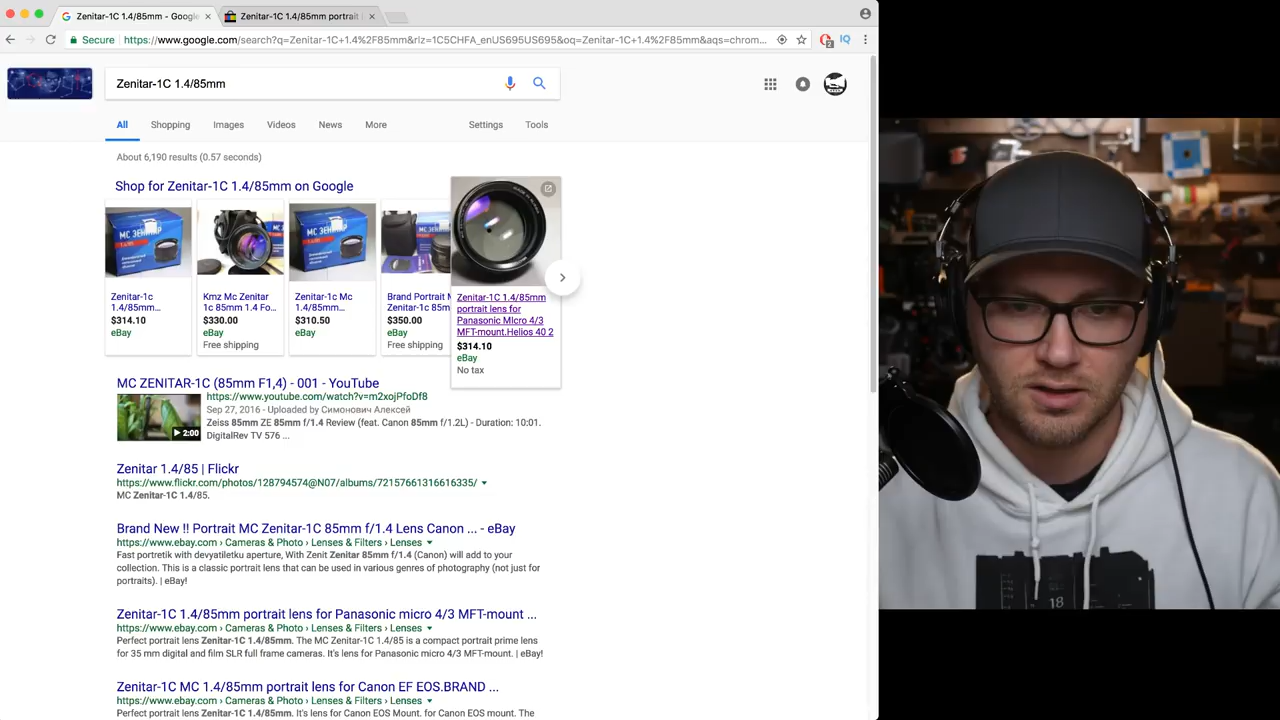 Zenitar-1C 1.4/85mm - Google
Zenitar-1C 1.4/85mm portrait
Secure
https://www.google.com/search?q=Zenitar-1C+1.4%2F85mm&rlz=1C5CHFA_enUS695US695&oq=Zenitar-1C+1.4%2F85mm&aqs=chrom...
2
IQ
Zenitar-1C 1.4/85mm
All
Shopping
Images
Videos
News
More
Settings
Tools
About 6,190 results (0.57 seconds)
Shop for Zenitar-1C 1.4/85mm on Google
МС ЗЕНИТАР
МС ЗЕНИТАР
Zenitar-1c
1.4/85mm...
$314.10
eBay
Kmz Mc Zenitar
1c 85mm 1.4 Fo...
$330.00
eBay
Free shipping
Zenitar-1c Mc
1.4/85mm...
$310.50
eBay
Brand Portrait M
Zenitar-1c 85m
$350.00
eBay
Free shipping
Zenitar-1C 1.4/85mm
portrait lens for
Panasonic MIcro 4/3
MFT-mount.Helios 40 2
$314.10
eBay
No tax
MC ZENITAR-1C (85mm F1,4) - 001 - YouTube
https://www.youtube.com/watch?v=m2xojPfoDf8
Sep 27, 2016 - Uploaded by Симонович Алексей
Zeiss 85mm ZE 85mm f/1.4 Review (feat. Canon 85mm f/1.2L) - Duration: 10:01.
DigitalRev TV 576 ...
2:00
Zenitar 1.4/85 | Flickr
https://www.flickr.com/photos/128794574@N07/albums/72157661316616335/
MC Zenitar-1C 1.4/85.
Brand New !! Portrait MC Zenitar-1C 85mm f/1.4 Lens Canon ... - eBay
https://www.ebay.com › Cameras & Photo › Lenses & Filters › Lenses
Fast portretik with devyatiletku aperture, With Zenit Zenitar 85mm f/1.4 (Canon) will add to your
collection. This is a classic portrait lens that can be used in various genres of photography (not just for
portraits). | eBay!
Zenitar-1C 1.4/85mm portrait lens for Panasonic micro 4/3 MFT-mount ...
https://www.ebay.com › Cameras & Photo › Lenses & Filters › Lenses
Perfect portrait lens Zenitar-1C 1.4/85mm. The MC Zenitar-1C 1.4/85 is a compact portrait prime lens
for 35 mm digital and film SLR full frame cameras. It's lens for Panasonic micro 4/3 MFT-mount. | eBay!
Zenitar-1C MC 1.4/85mm portrait lens for Canon EF EOS.BRAND ...
https://www.ebay.com › Cameras & Photo › Lenses & Filters › Lenses
Perfect portrait lens Zenitar-1C 1.4/85mm. It's lens for Canon EOS Mount. for Canon EOS mount. The
18